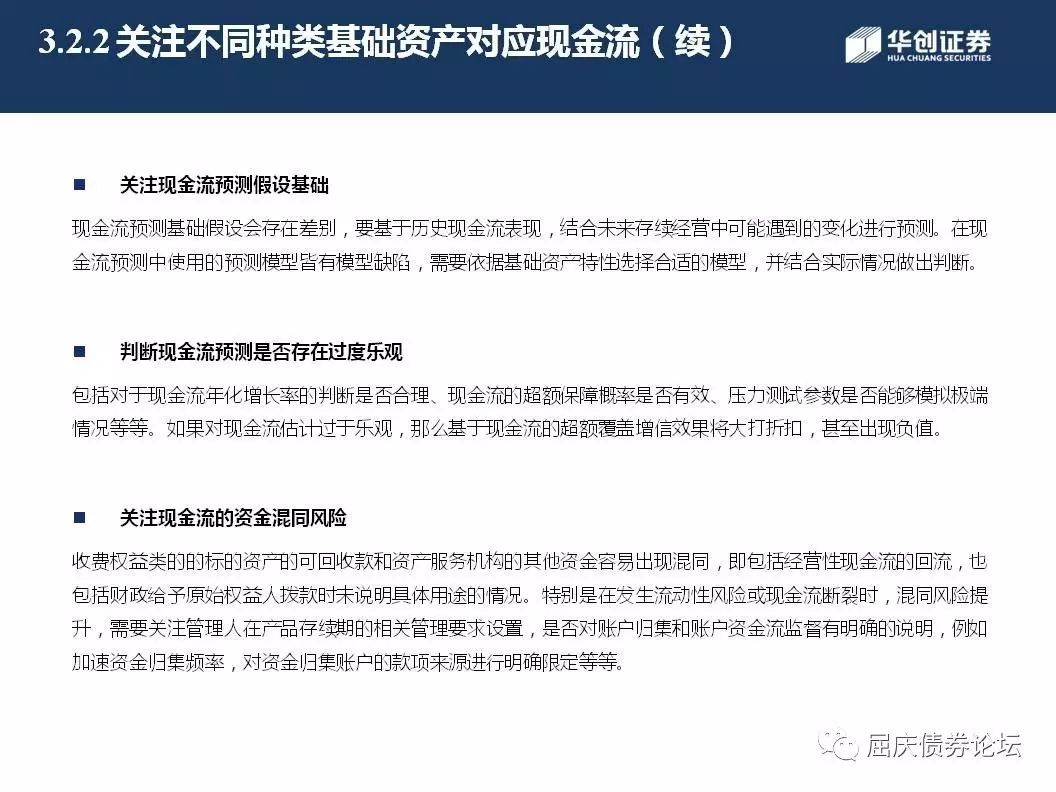 3.2.2关注不同种类基础资产对应现金流（续）
华创证券
HUA CHUANG SECURITIES
■ 关注现金流预测假设基础
现金流预测基础假设会存在差别，要基于历史现金流表现，结合未来存续经营中可能遇到的变化进行预测。在现
金流预测中使用的预测模型皆有模型缺陷，需要依据基础资产特性选择合适的模型，并结合实际情况做出判断。
■ 判断现金流预测是否存在过度乐观
包括对于现金流年化增长率的判断是否合理、现金流的超额保障概率是否有效、压力测试参数是否能够模拟极端
情况等等。如果对现金流估计过于乐观，那么基于现金流的超额覆盖增信效果将大打折扣，甚至出现负值。
■ 关注现金流的资金混同风险
收费权益类的的标的资产的可回收款和资产服务机构的其他资金容易出现混同，即包括经营性现金流的回流，也
包括财政给予原始权益人拨款时未说明具体用途的情况。特别是在发生流动性风险或现金流断裂时，混同风险提
升，需要关注管理人在产品存续期的相关管理要求设置，是否对账户归集和账户资金流监督有明确的说明，例如
加速资金归集频率，对资金归集账户的款项来源进行明确限定等等。
屈庆债券论坛